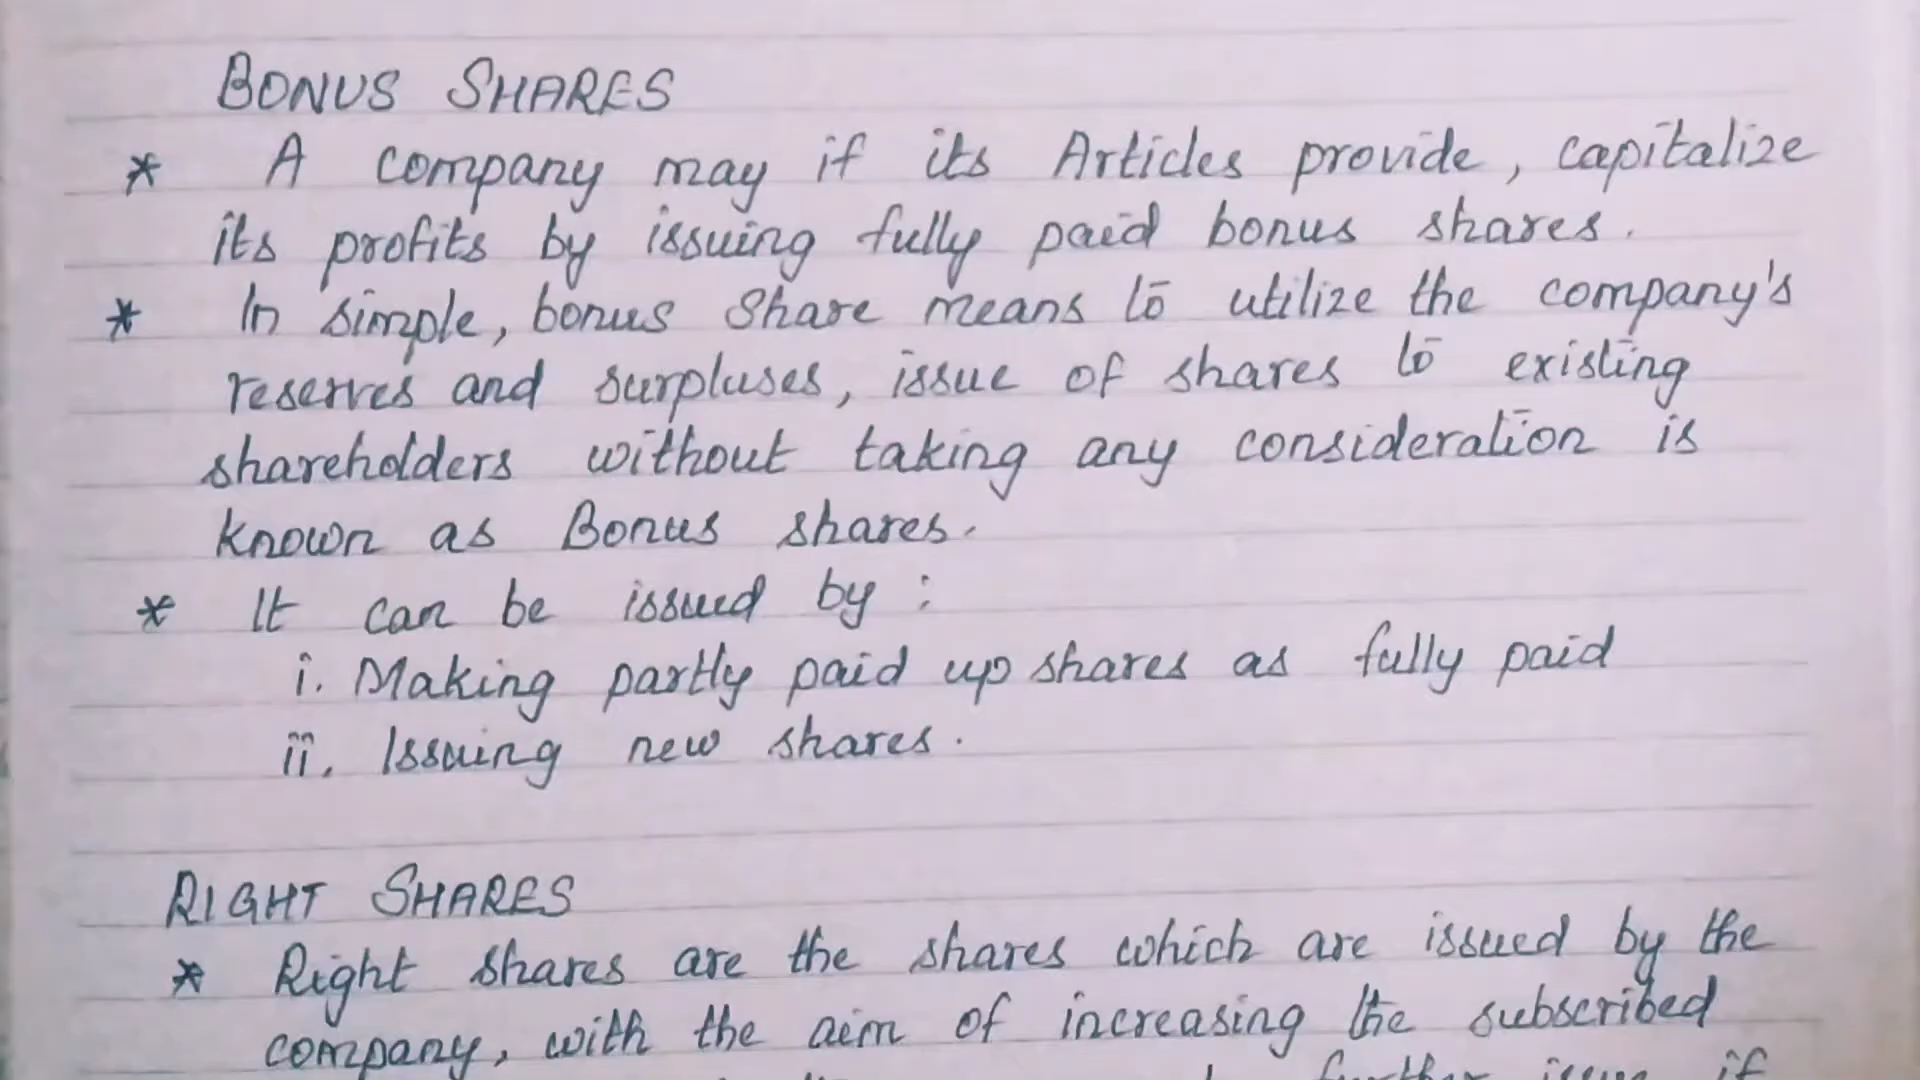 BONUS SHARES
* A company may if its Articles provide, capitalize
its profits by issuing fully paid bonus shares.
* In simple, bonus Share means to utilize the company's
reserves and surpluses, issue of shares to existing
shareholders without taking any consideration is
known as Bonus shares.
* It can be issued by :
i. Making partly paid up shares as fully paid
ii. Issuing new shares.
RIGHT SHARES
* Right shares are the shares which are issued by the
company, with the aim of increasing the subscribed
further issue if